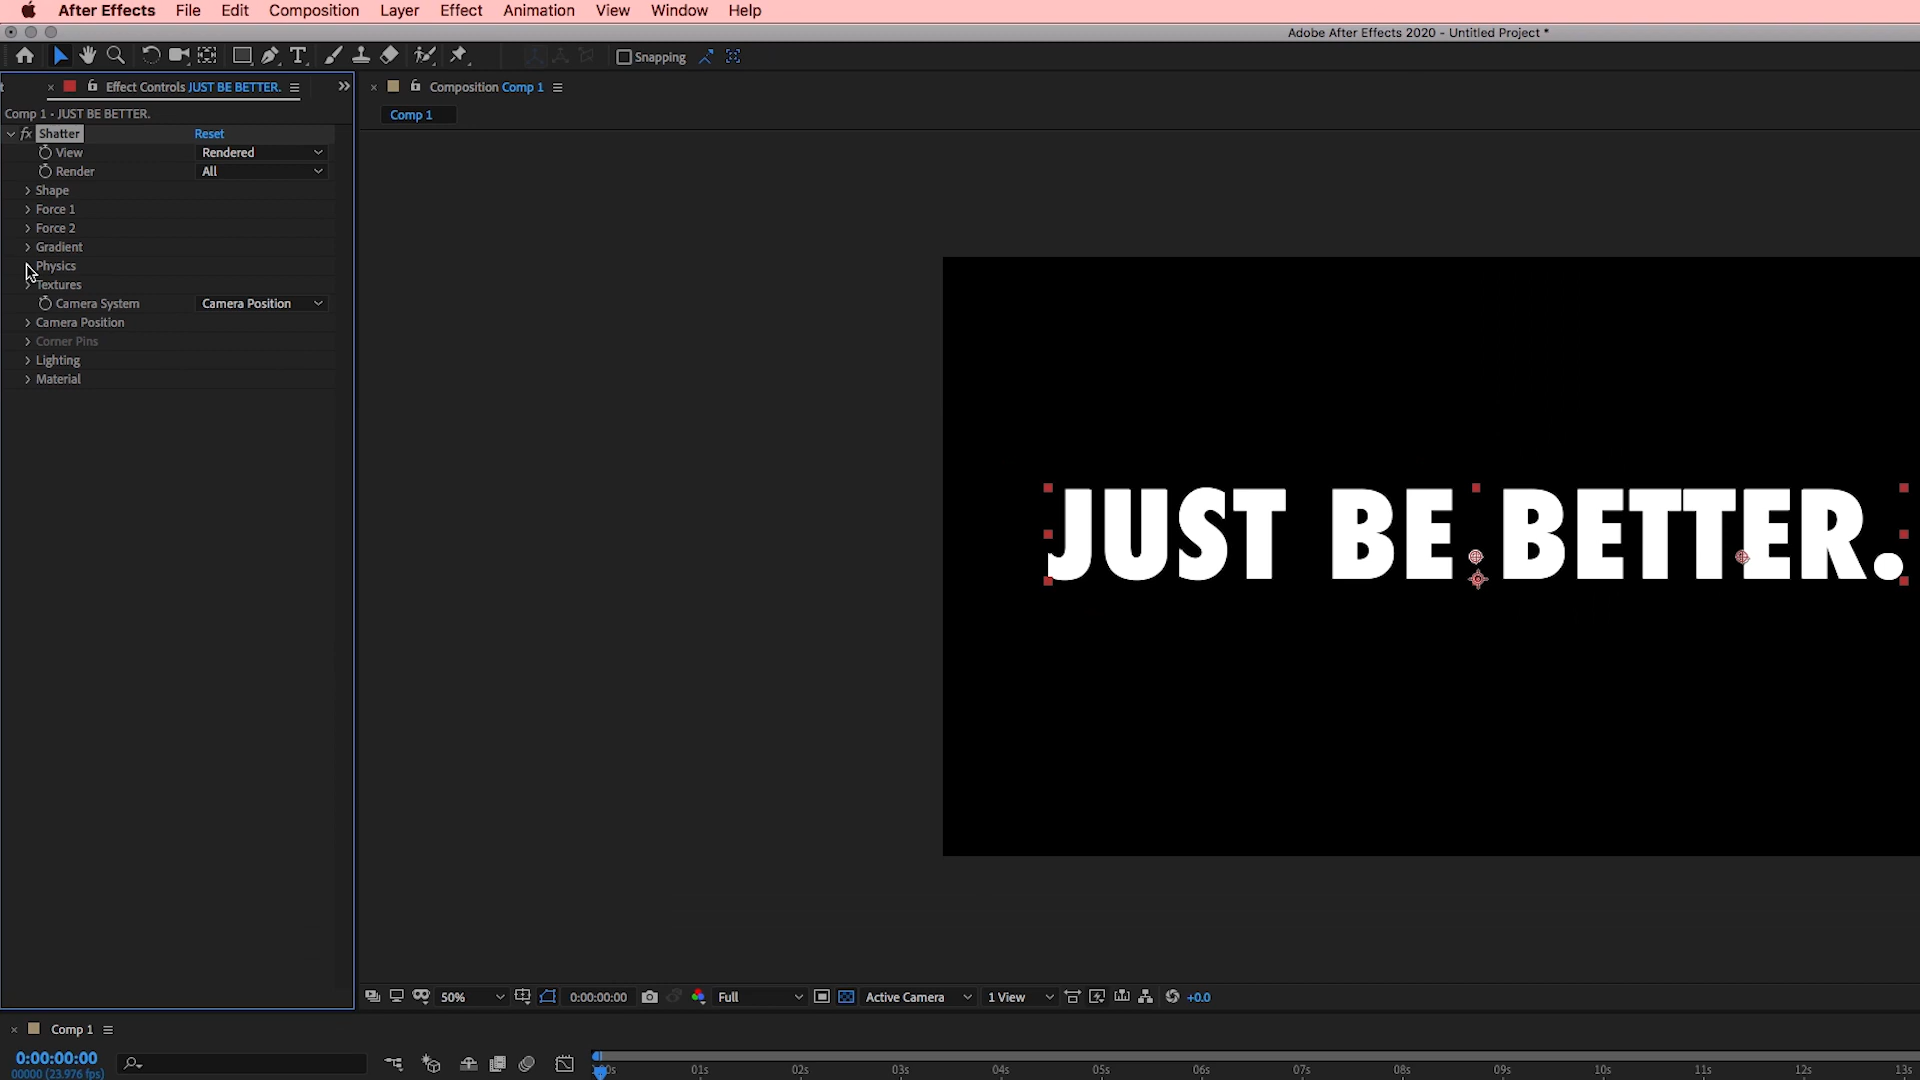 After Effects File Edit Composition Layer Effect Animation View Window Help
Adobe After Effects 2020 - Untitled Project *
Snapping
Effect Controls JUST BE BETTER.
Composition Comp 1
Comp 1 - JUST BE BETTER.
Comp 1
fx Shatter Reset
View Rendered
Render All
Shape
Force 1
Force 2
Gradient
Physics
Textures
Camera System Camera Position
Camera Position
Corner Pins
Lighting
Material
JUST BE BETTER.
50% 0:00:00:00 Full Active Camera 1 View +0.0
Comp 1
0:00:00:00
00000 (23.976 fps)
01s 02s 03s 04s 05s 06s 07s 08s 09s 10s 11s 12s 13s